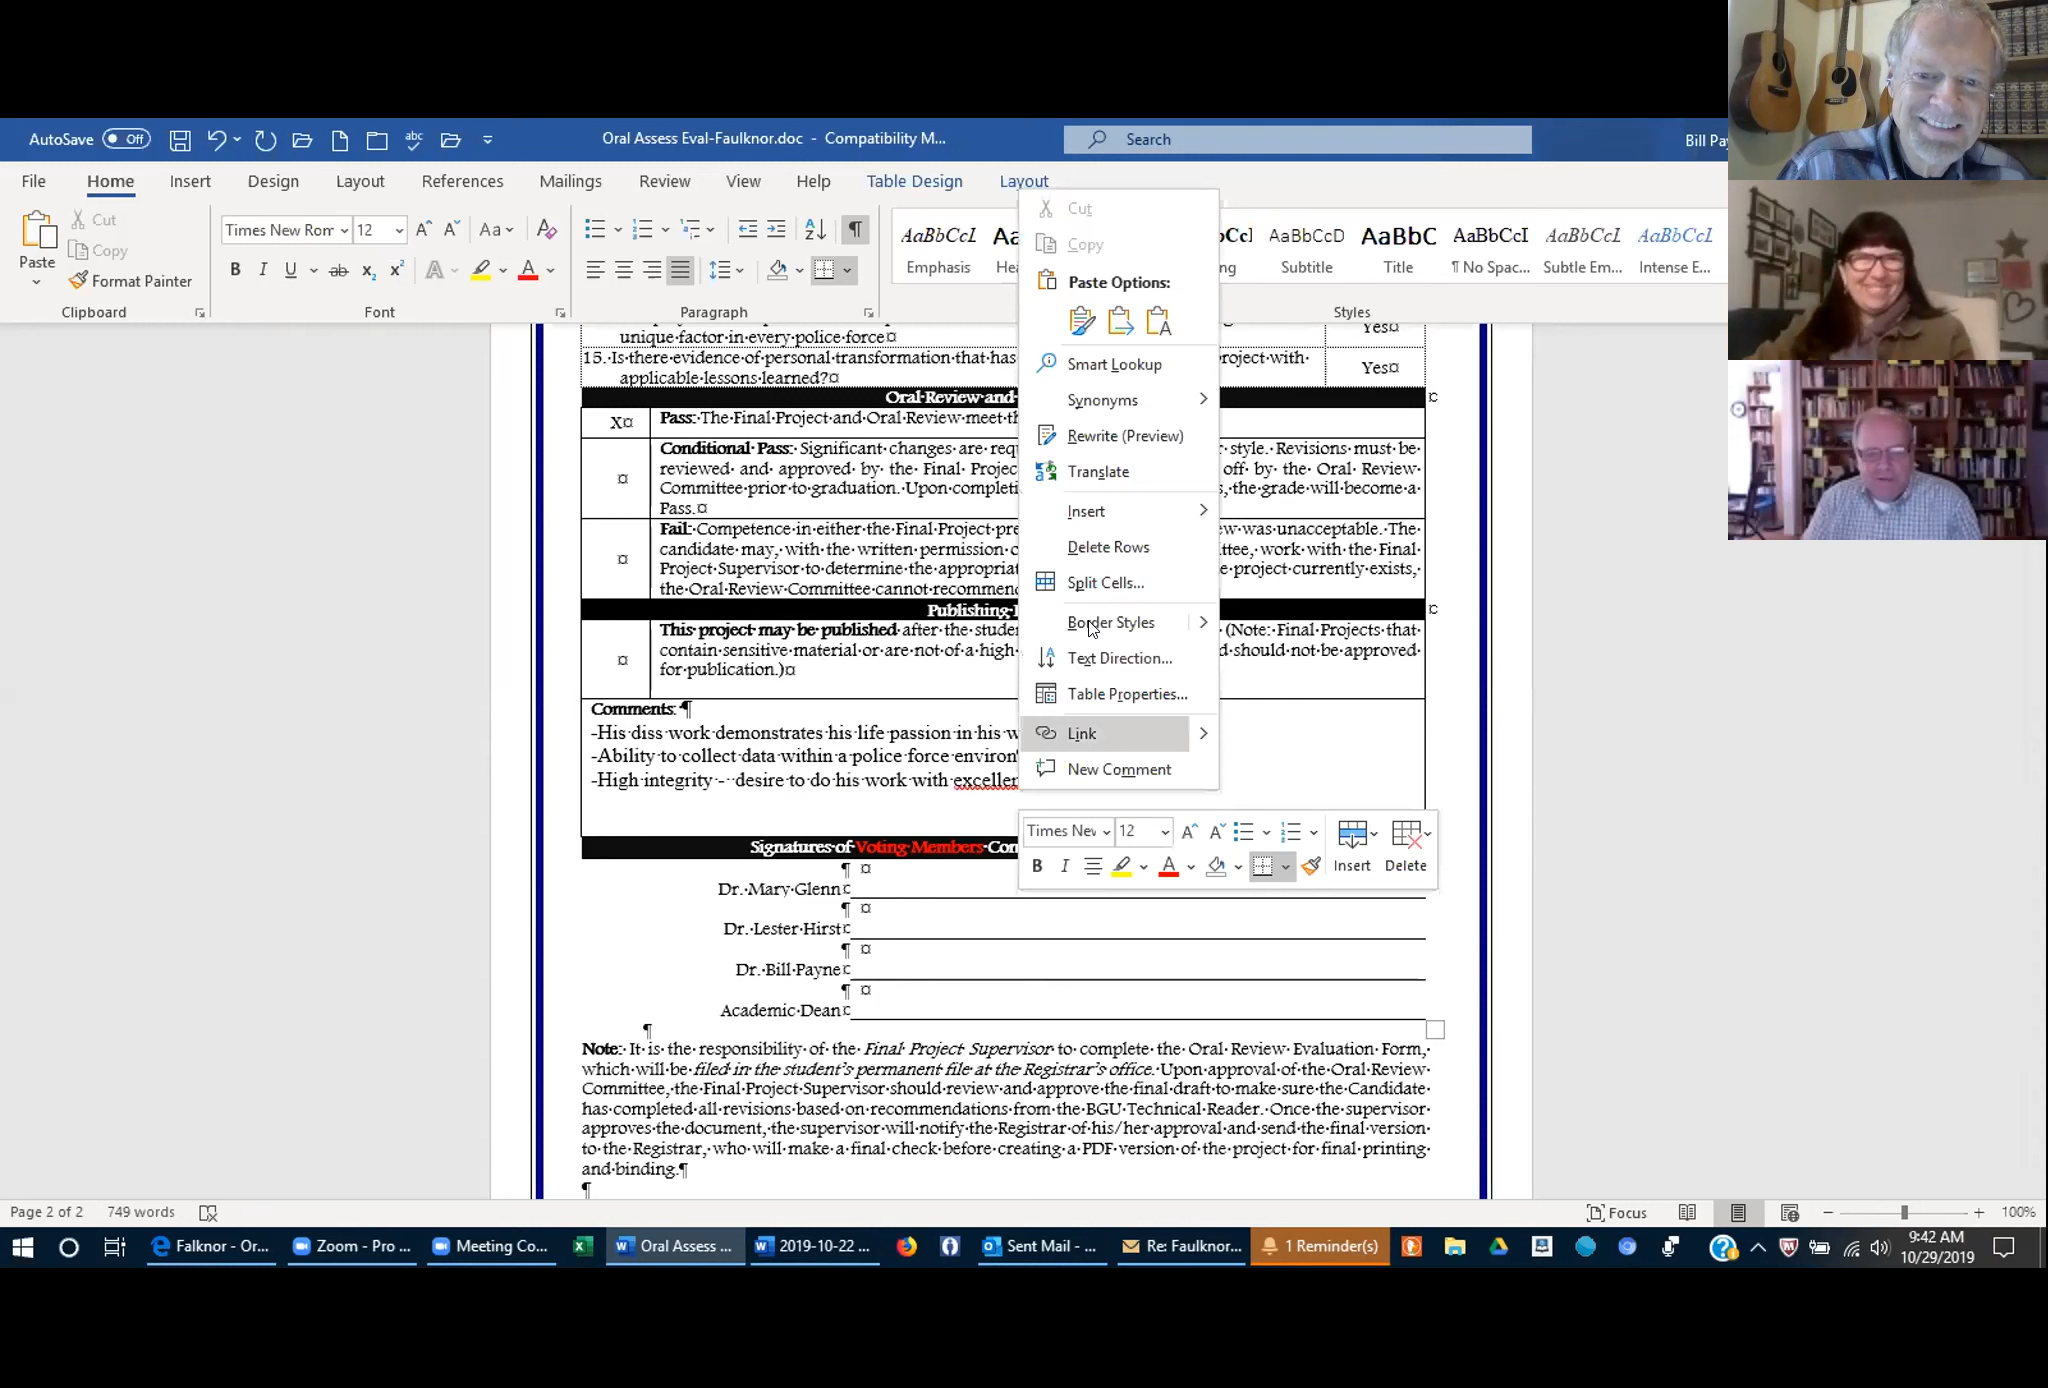 AutoSave Off
Oral Assess Eval-Faulknor.doc - Compatibility M...
Search
Bill Pay
File Home Insert Design Layout References Mailings Review View Help Table Design Layout
Cut
Copy
Paste
Format Painter
Clipboard
Times New Ror 12
Aa
B I U ab x₂ x²
Font
Paragraph
AaBbCcI AaBbCcD AaBbC AaBbCcI AaBbCcL AaBbCcL
Emphasis Subtitle Title ¶ No Spac... Subtle Em... Intense E...
Styles
Cut
Copy
Paste Options:
Smart Lookup
Synonyms
Rewrite (Preview)
Translate
Insert
Delete Rows
Split Cells...
Border Styles
Text Direction...
Table Properties...
Link
New Comment
Times Nev 12
B I
Insert Delete
unique factor in every police force¤
Yes¤
15. Is there evidence of personal transformation that has
roject with
applicable lessons learned?¤
Yes¤
Oral Review and
X¤
Pass: The Final Project and Oral Review meet th
Conditional Pass: Significant changes are req
r style. Revisions must be
reviewed and approved by the Final Projec
off by the Oral Review
Committee prior to graduation. Upon completi
s, the grade will become a
Pass.¤
Fail: Competence in either the Final Project pre
w was unacceptable. The
candidate may, with the written permission o
ttee, work with the Final
Project Supervisor to determine the appropriat
e project currently exists,
the Oral Review Committee cannot recommend
Publishing
This project may be published after the stude
(Note: Final Projects that
contain sensitive material or are not of a high
d should not be approved
for publication.)¤
Comments: ¶
-His diss work demonstrates his life passion in his w
-Ability to collect data within a police force environ
-High integrity - desire to do his work with excellen
Signatures of Voting Members Con
Dr. Mary Glenn¤
Dr. Lester Hirst¤
Dr. Bill Payne¤
Academic Dean¤
Note: It is the responsibility of the Final Project Supervisor to complete the Oral Review Evaluation Form,
which will be filed in the student's permanent file at the Registrar's office. Upon approval of the Oral Review
Committee, the Final Project Supervisor should review and approve the final draft to make sure the Candidate
has completed all revisions based on recommendations from the BGU Technical Reader. Once the supervisor
approves the document, the supervisor will notify the Registrar of his/her approval and send the final version
to the Registrar, who will make a final check before creating a PDF version of the project for final printing
and binding.¶
Page 2 of 2 749 words
Focus
100%
Falknor - Or... Zoom - Pro ... Meeting Co... Oral Assess ... 2019-10-22 ... Sent Mail - ... Re: Faulknor... 1 Reminder(s)
9:42 AM
10/29/2019